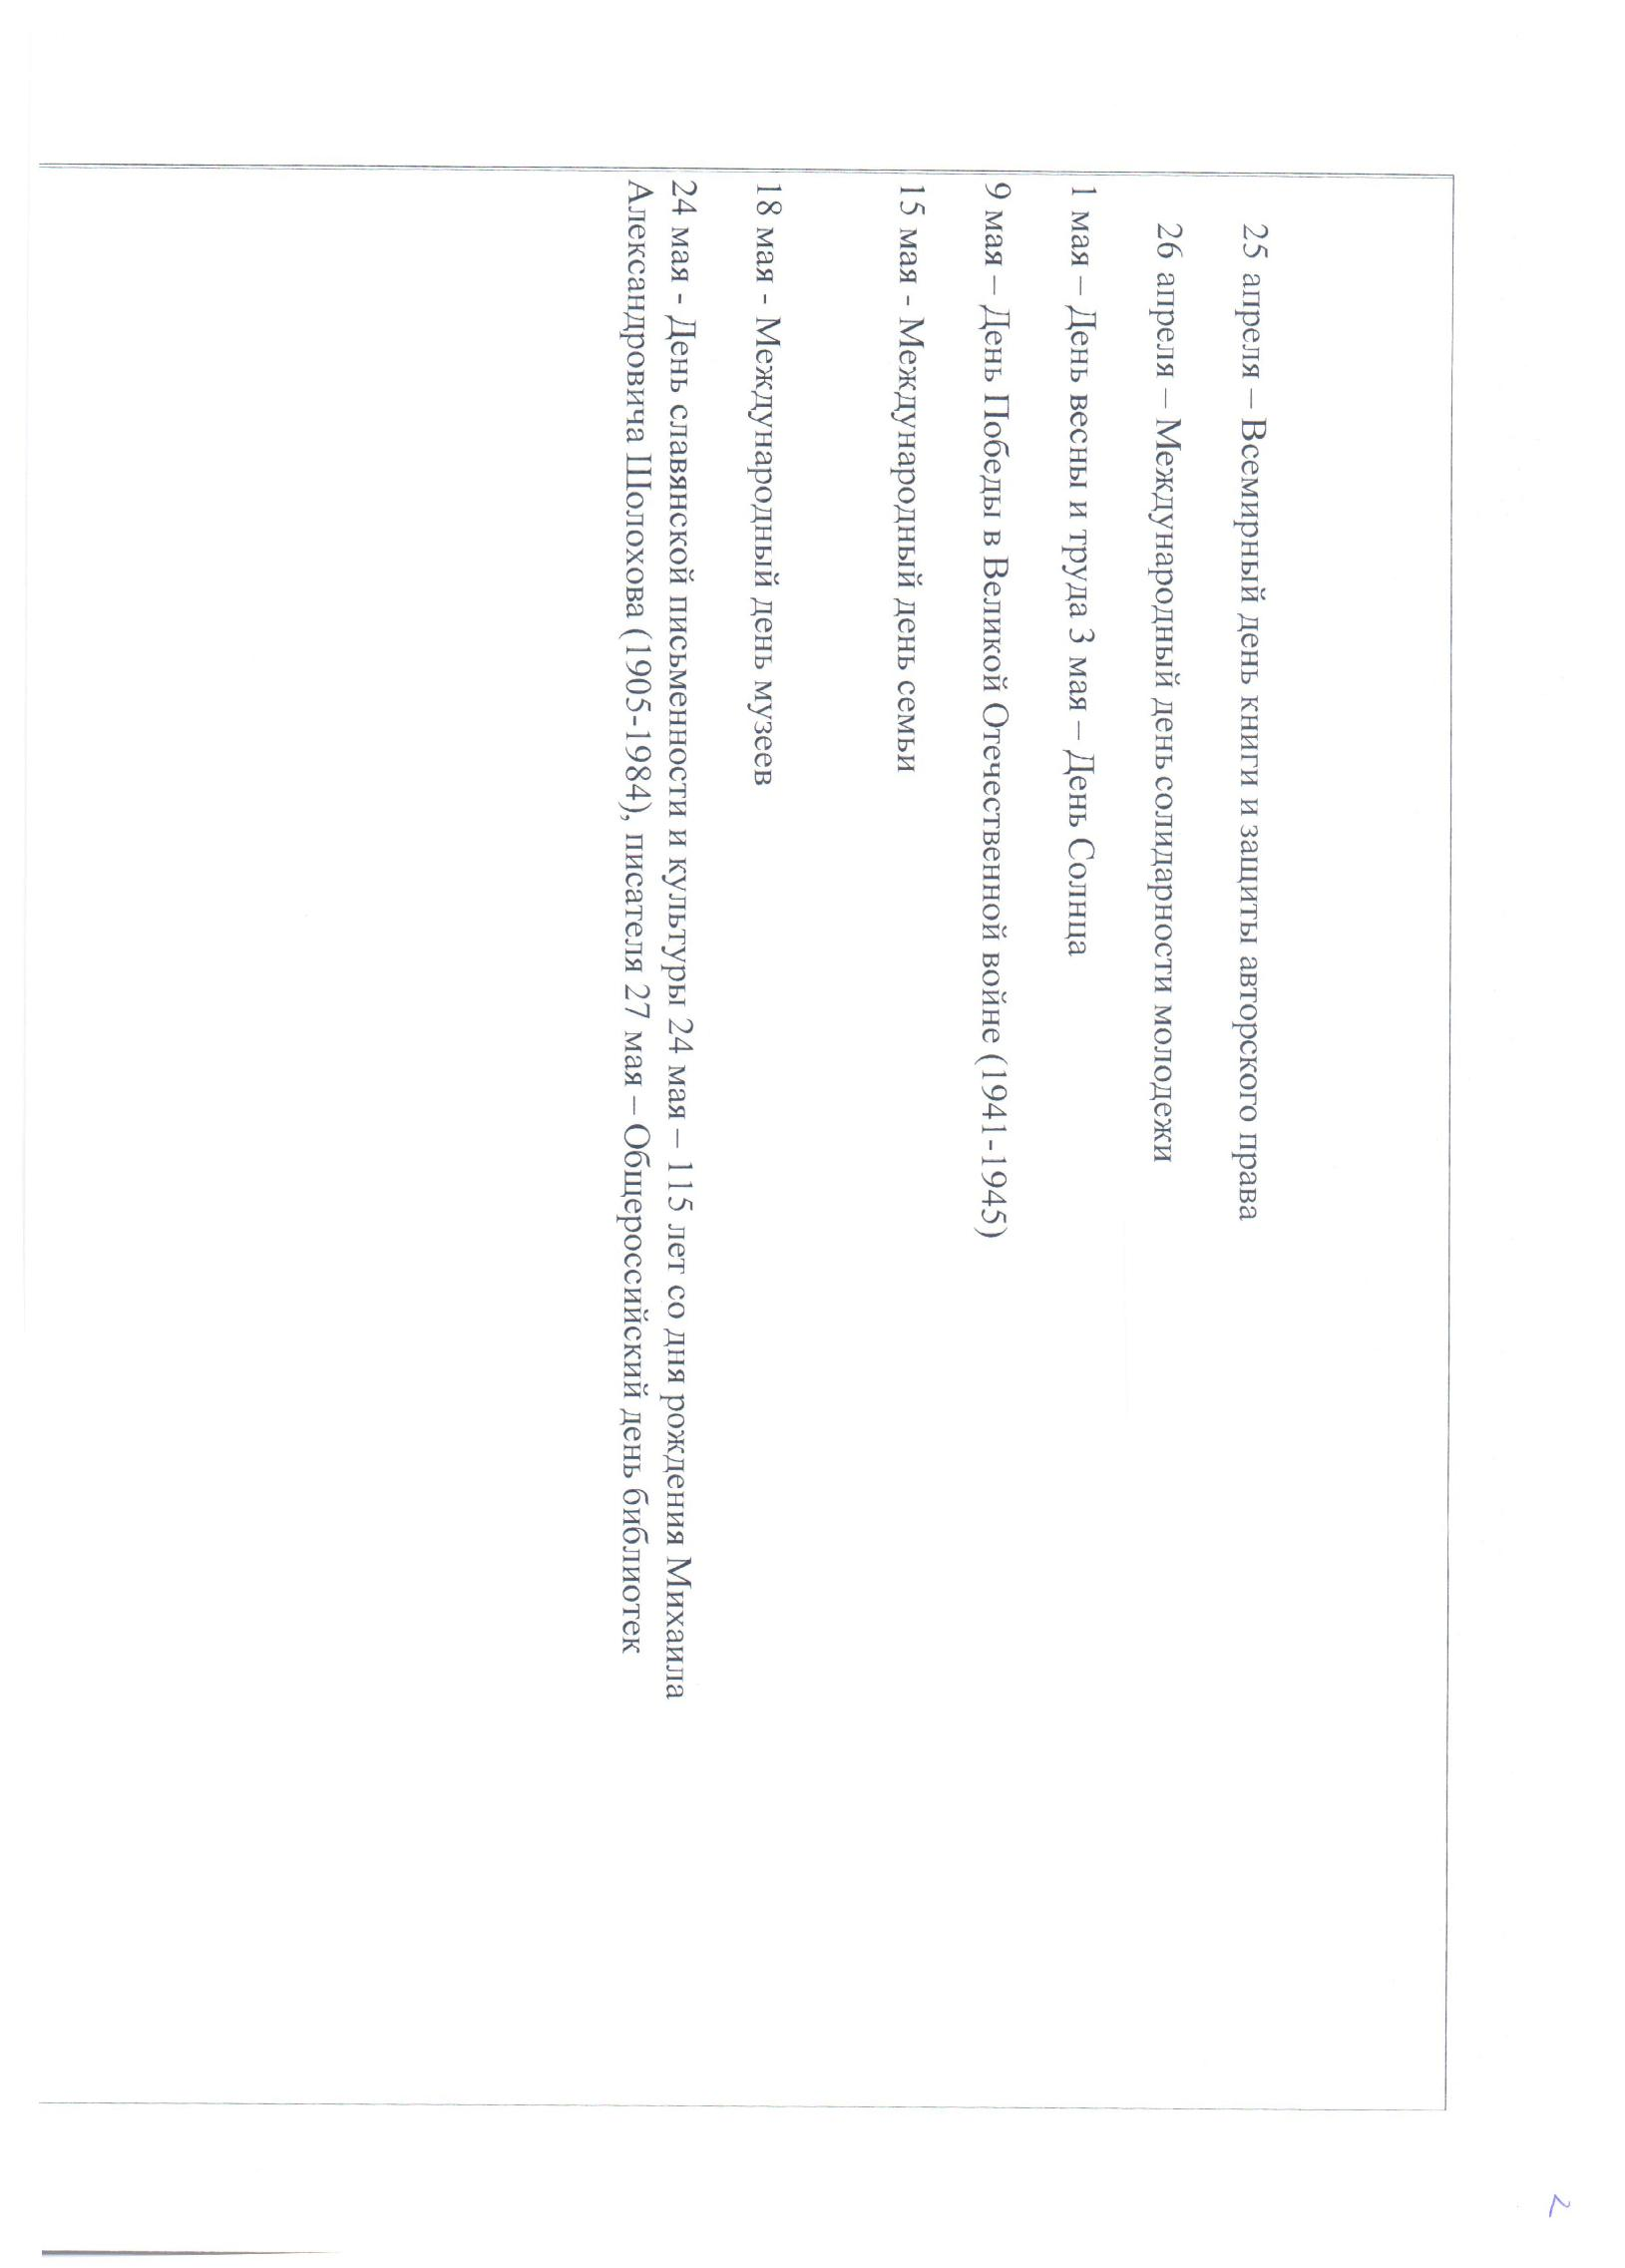 25 апреля – Всемирный день книги и защиты авторского права
26 апреля – Международный день солидарности молодежи
1 мая – День весны и труда 3 мая – День Солнца
9 мая – День Победы в Великой Отечественной войне (1941-1945)
15 мая - Международный день семьи
18 мая - Международный день музеев
24 мая - День славянской письменности и культуры 24 мая – 115 лет со дня рождения Михаила
Александровича Шолохова (1905-1984), писателя 27 мая – Общероссийский день библиотек